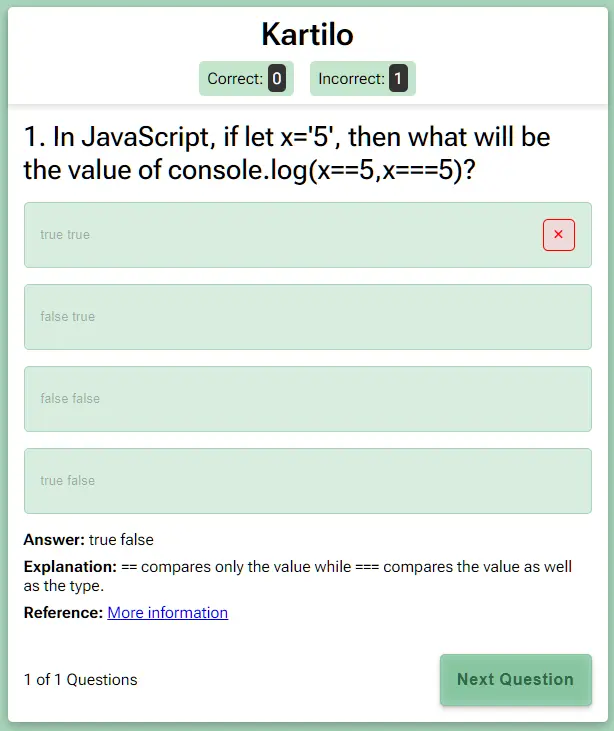 Kartilo
Correct: 0 Incorrect: 1
1. In JavaScript, if let x='5', then what will be
the value of console.log(x==5,x===5)?
true true ×
false true
false false
true false
Answer: true false
Explanation: == compares only the value while === compares the value as well
as the type.
Reference: More information
1 of 1 Questions Next Question